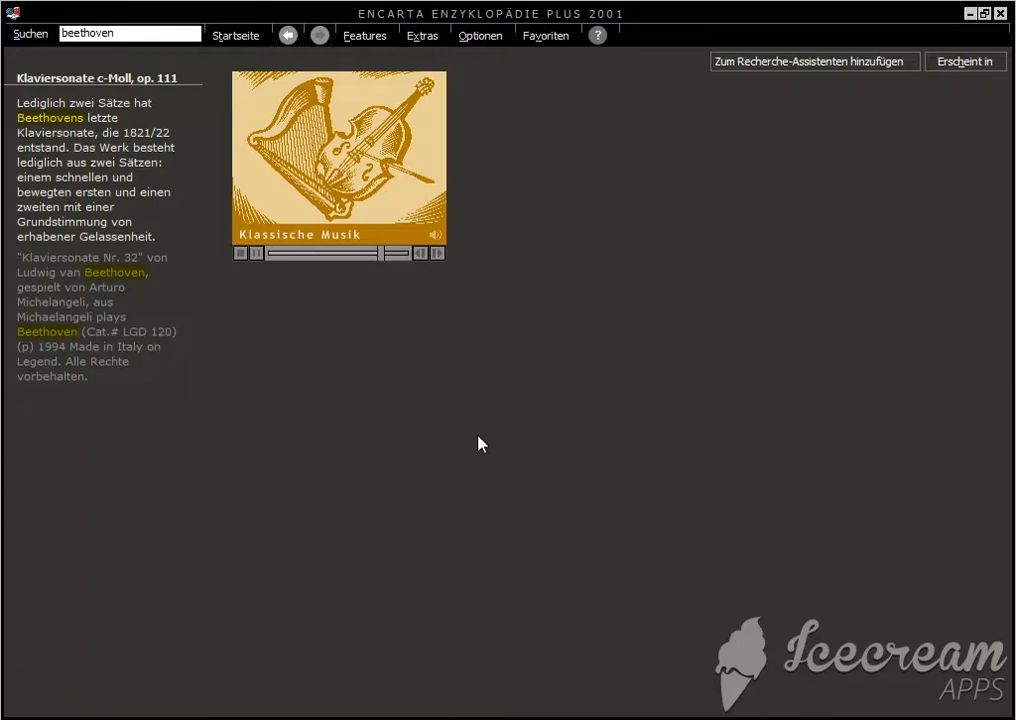 ENCARTA ENZYKLOPÄDIE PLUS 2001
Suchen beethoven Startseite Features Extras Optionen Favoriten ?
Zum Recherche-Assistenten hinzufügen Erscheint in
Klaviersonate c-Moll, op. 111
Lediglich zwei Sätze hat
Beethovens letzte
Klaviersonate, die 1821/22
entstand. Das Werk besteht
lediglich aus zwei Sätzen:
einem schnellen und
bewegten ersten und einen
zweiten mit einer
Grundstimmung von
erhabener Gelassenheit.
"Klaviersonate Nr. 32" von
Ludwig van Beethoven,
gespielt von Arturo
Michelangeli, aus
Michaelangeli plays
Beethoven (Cat.# LGD 120)
(p) 1994 Made in Italy on
Legend. Alle Rechte
vorbehalten.
Klassische Musik
Icecream
APPS